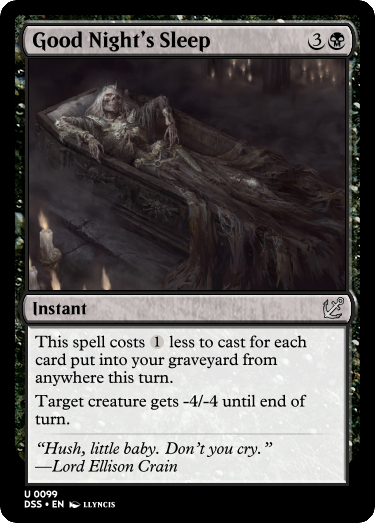 Good Night's Sleep 3
Instant
This spell costs 1 less to cast for each
card put into your graveyard from
anywhere this turn.
Target creature gets -4/-4 until end of
turn.
“Hush, little baby. Don't you cry.”
—Lord Ellison Crain
U 0099
DSS • EN LLYNCIS